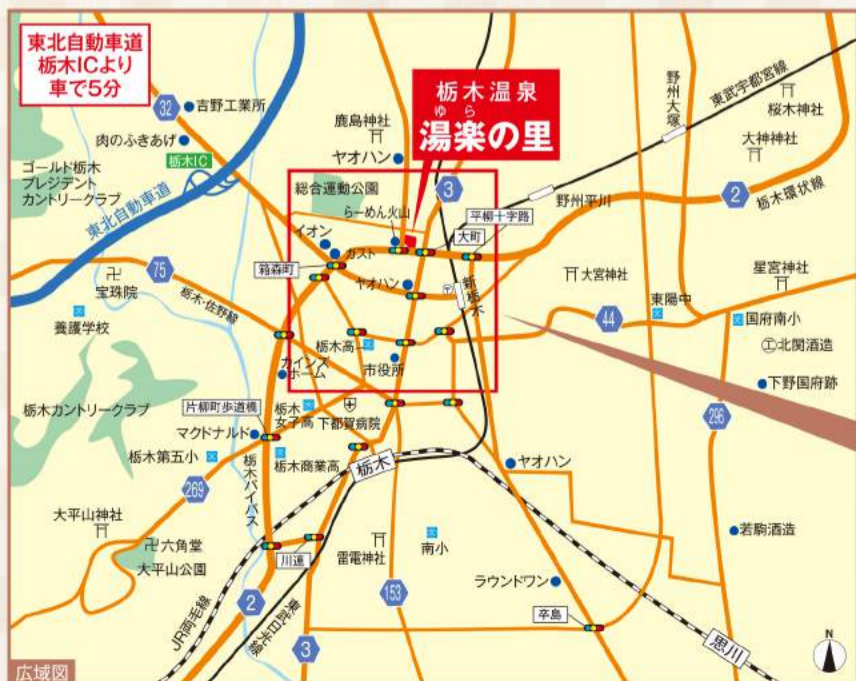 東北自動車道
栃木ICより
車で5分
栃木温泉
ゆら
湯楽の里
32
吉野工業所
肉のふきあげ
栃木IC
ゴールド栃木
プレジデント
カントリークラブ
東北自動車道
鹿島神社
ヤオハン
総合運動公園
らーめん火山
3
平柳十字路
大町
イオン
ガスト
箱森町
ヤオハン
〒
新栃木
野州平川
野州大塚
東武宇都宮線
桜木神社
大神神社
2
栃木環状線
大宮神社
星宮神社
東陽中
国府南小
44
北関酒造
下野国府跡
296
若駒酒造
75
卍
宝珠院
養護学校
栃木・佐野線
栃木高
市役所
カインズ
ホーム
栃木カントリークラブ
片柳町歩道橋
栃木
女子高
下都賀病院
マクドナルド
栃木第五小
栃木商業高
栃木
ヤオハン
269
栃木バイパス
大平山神社
卍六角堂
大平山公園
川連
雷電神社
南小
153
ラウンドワン
卒島
JR両毛線
2
東武日光線
3
思川
N
広域図